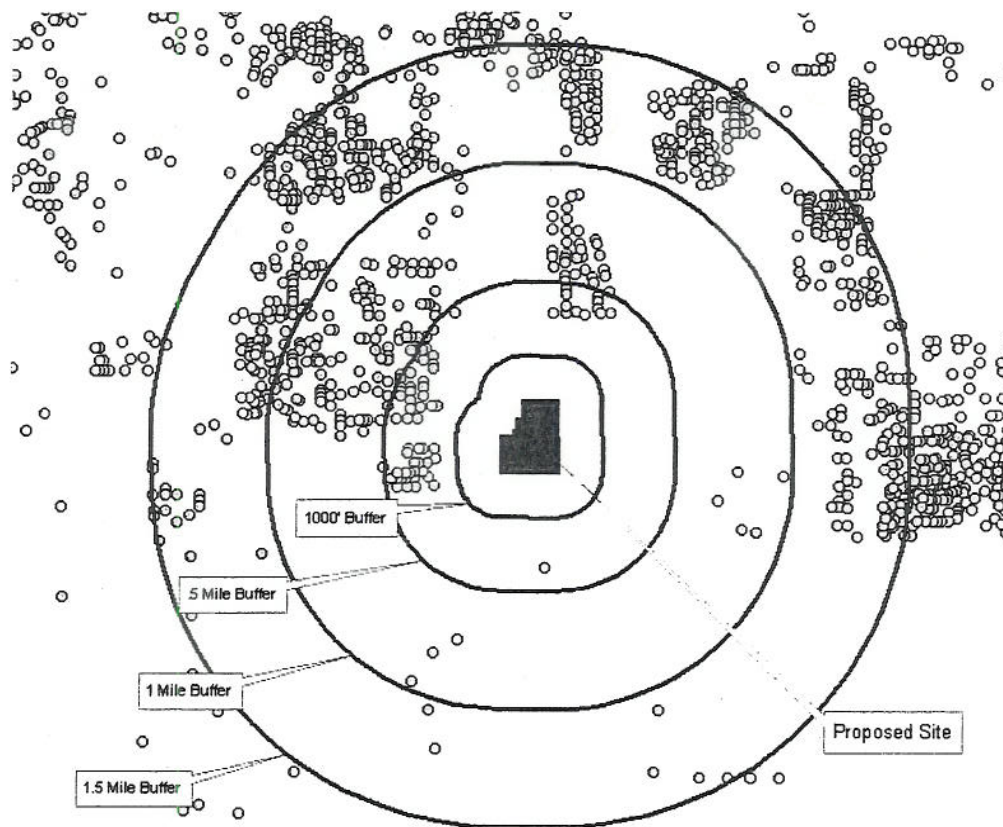 1000' Buffer
.5 Mile Buffer
1 Mile Buffer
Proposed Site
1.5 Mile Buffer